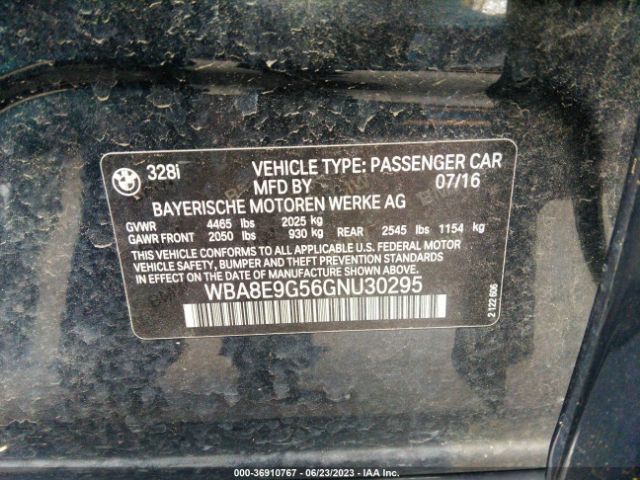 328i VEHICLE TYPE: PASSENGER CAR
MFD BY 07/16
BAYERISCHE MOTOREN WERKE AG
GVWR 4465 lbs 2025 kg
GAWR FRONT 2050 lbs 930 kg REAR 2545 lbs 1154 kg
THIS VEHICLE CONFORMS TO ALL APPLICABLE U.S. FEDERAL MOTOR
VEHICLE SAFETY, BUMPER AND THEFT PREVENTION STANDARDS
IN EFFECT ON THE DATE OF MANUFACTURE SHOWN ABOVE.
WBA8E9G56GNU30295
2 122 606
000-36910767 - 06/23/2023 - IAA Inc.